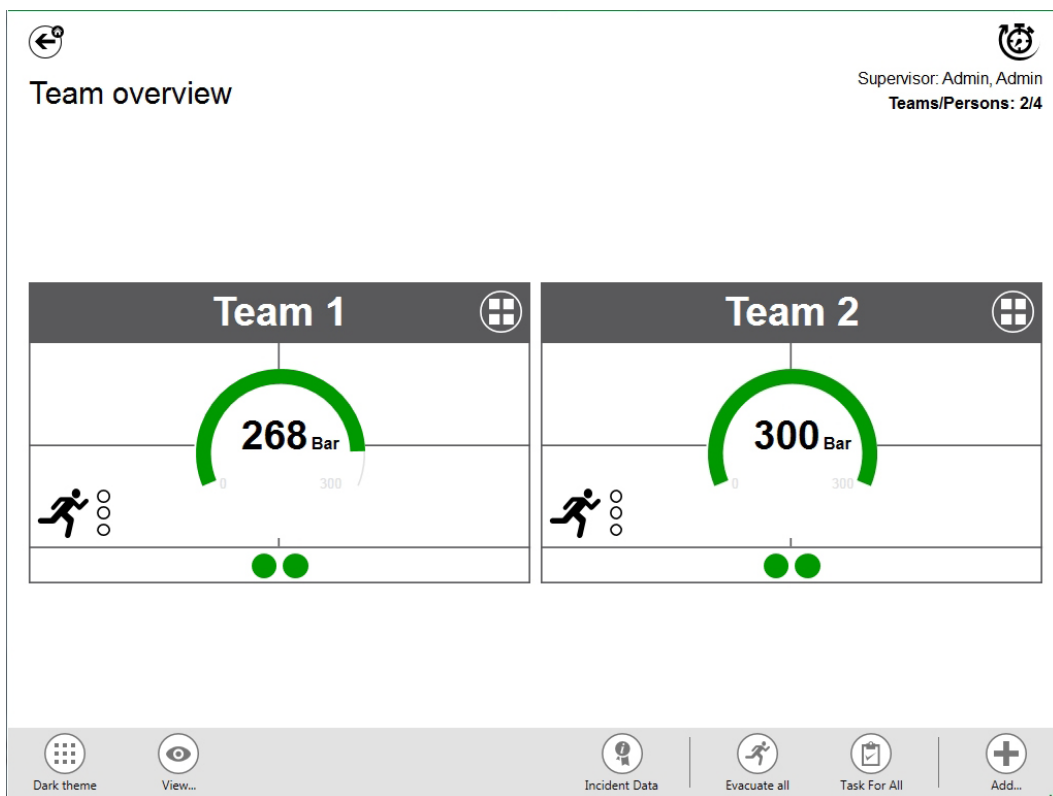 Supervisor: Admin, Admin
Team overview
Teams/Persons: 2/4
Team 1
Team 2
268 Bar
300 Bar
0 300
0 300
Dark theme
View...
Incident Data
Evacuate all
Task For All
Add...